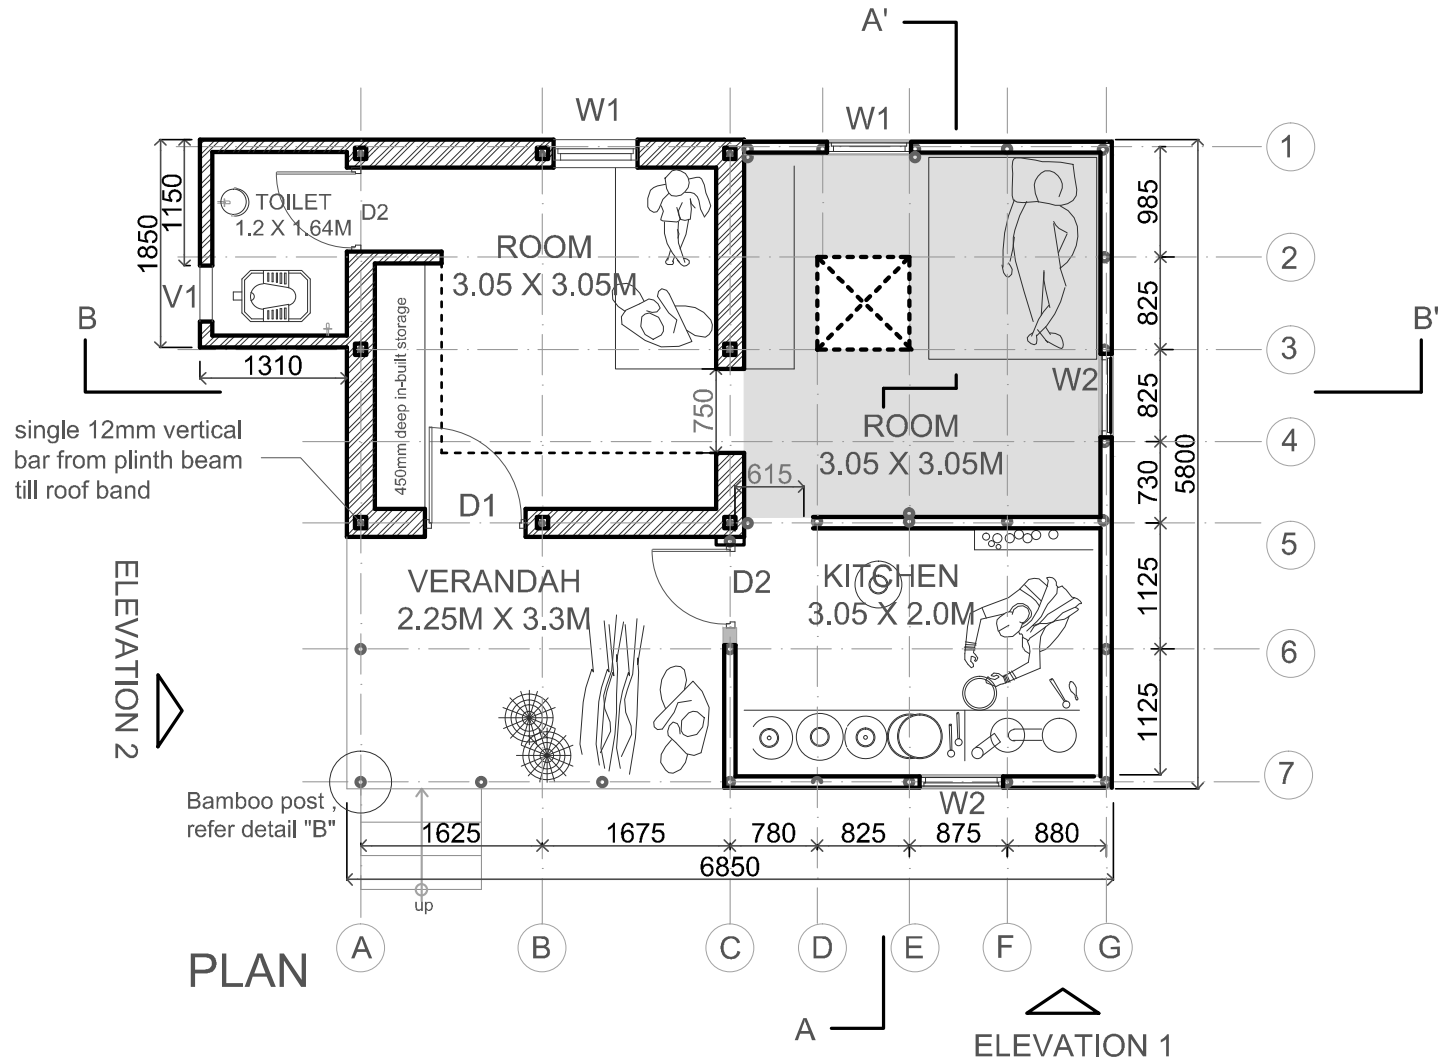 A'
W1
W1
1
1850
1150
TOILET
1.2 X 1.64M
D2
985
ROOM
3.05 X 3.05M
2
V1
825
B
B'
3
1310
450mm deep in-built storage
W2
750
825
single 12mm vertical
bar from plinth beam
till roof band
ROOM
3.05 X 3.05M
4
5800
615
730
D1
5
ELEVATION 2
VERANDAH
2.25M X 3.3M
D2
KITCHEN
3.05 X 2.0M
1125
6
1125
7
Bamboo post ,
refer detail "B"
W2
1625
1675
780
825
875
880
6850
up
A
B
C
D
E
F
G
PLAN
A
ELEVATION 1